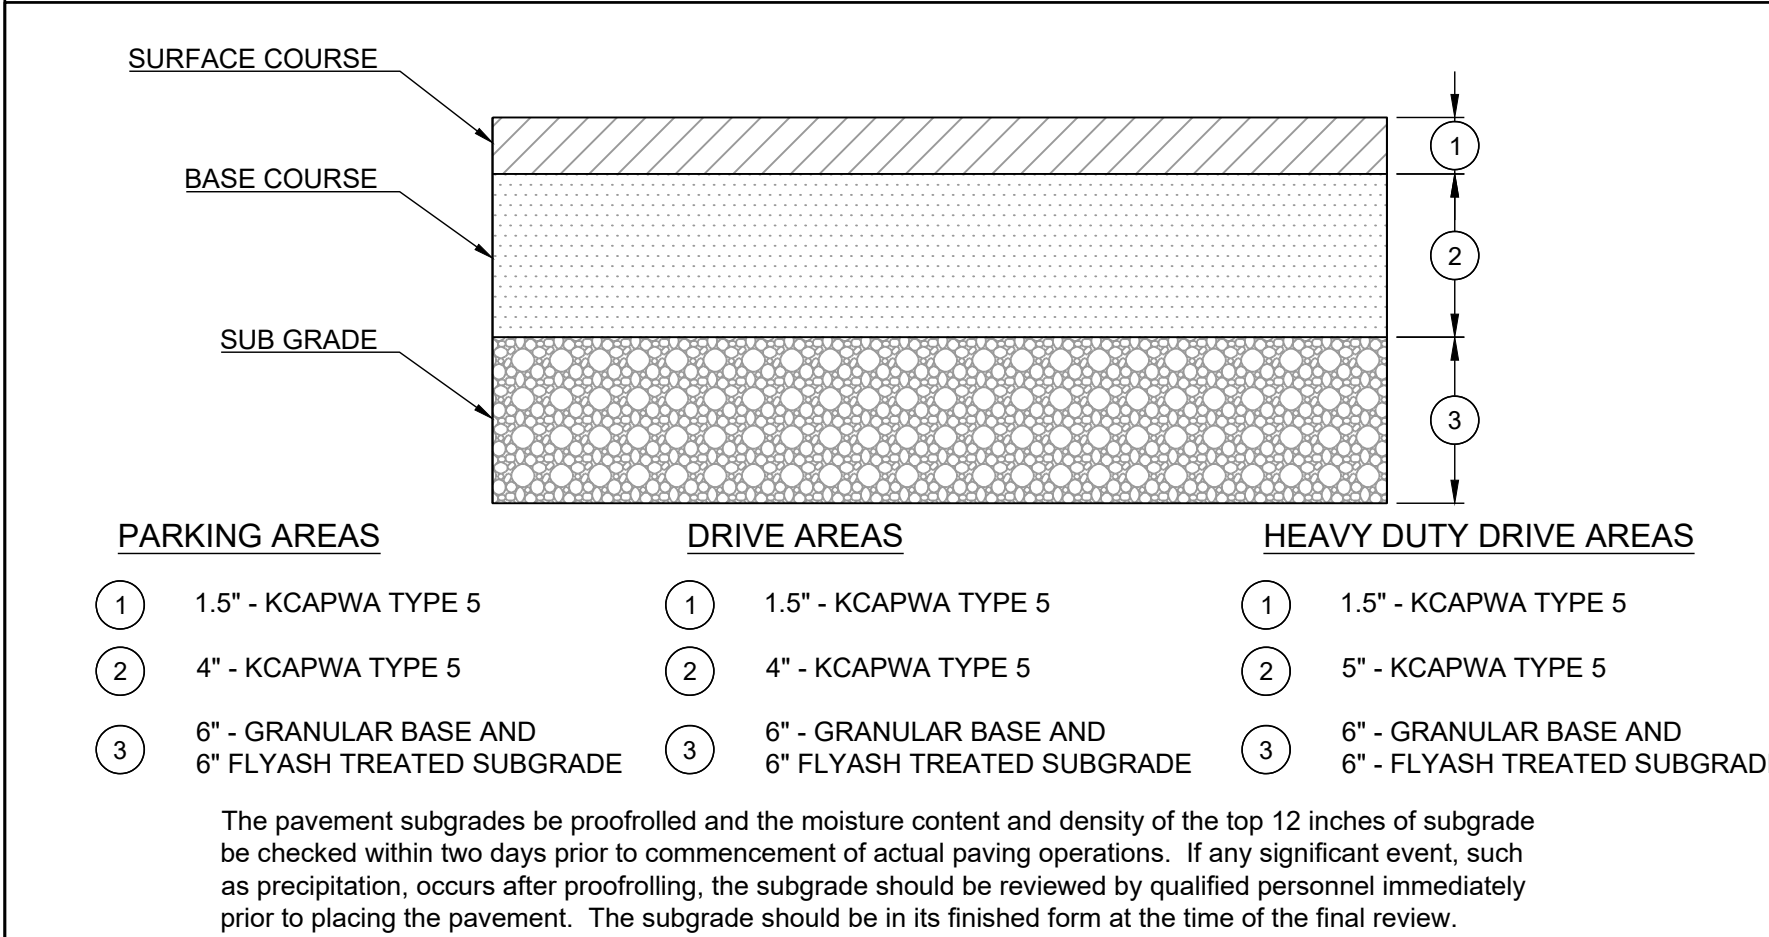 SURFACE COURSE
BASE COURSE
SUB GRADE
1
2
3
PARKING AREAS
1 1.5" - KCAPWA TYPE 5
2 4" - KCAPWA TYPE 5
3 6" - GRANULAR BASE AND
6" FLYASH TREATED SUBGRADE
DRIVE AREAS
1 1.5" - KCAPWA TYPE 5
2 4" - KCAPWA TYPE 5
3 6" - GRANULAR BASE AND
6" FLYASH TREATED SUBGRADE
HEAVY DUTY DRIVE AREAS
1 1.5" - KCAPWA TYPE 5
2 5" - KCAPWA TYPE 5
3 6" - GRANULAR BASE AND
6" - FLYASH TREATED SUBGRAD
The pavement subgrades be proofrolled and the moisture content and density of the top 12 inches of subgrade
be checked within two days prior to commencement of actual paving operations. If any significant event, such
as precipitation, occurs after proofrolling, the subgrade should be reviewed by qualified personnel immediately
prior to placing the pavement. The subgrade should be in its finished form at the time of the final review.